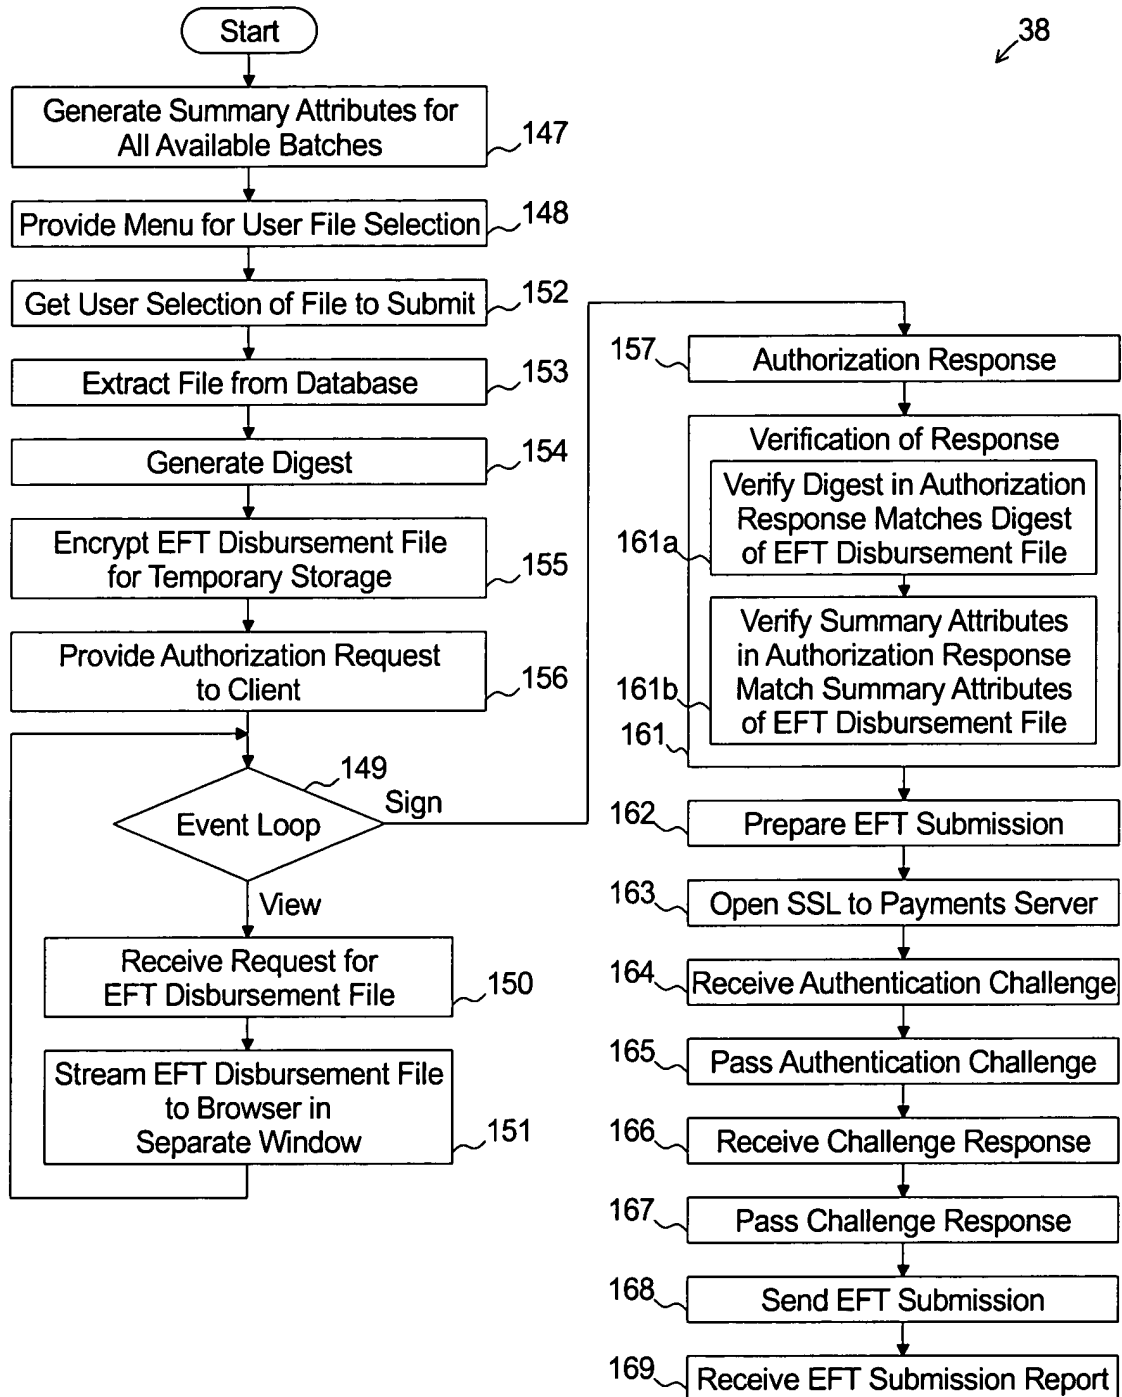 Start
38
Generate Summary Attributes for
All Available Batches
147
Provide Menu for User File Selection
148
Get User Selection of File to Submit
152
Extract File from Database
153
Generate Digest
154
Encrypt EFT Disbursement File
for Temporary Storage
155
Provide Authorization Request
to Client
156
149
Event Loop
Sign
View
Receive Request for
EFT Disbursement File
150
Stream EFT Disbursement File
to Browser in
Separate Window
151
157
Authorization Response
Verification of Response
Verify Digest in Authorization
Response Matches Digest
of EFT Disbursement File
161a
Verify Summary Attributes
in Authorization Response
Match Summary Attributes
of EFT Disbursement File
161b
161
162
Prepare EFT Submission
163
Open SSL to Payments Server
164
Receive Authentication Challenge
165
Pass Authentication Challenge
166
Receive Challenge Response
167
Pass Challenge Response
168
Send EFT Submission
169
Receive EFT Submission Report